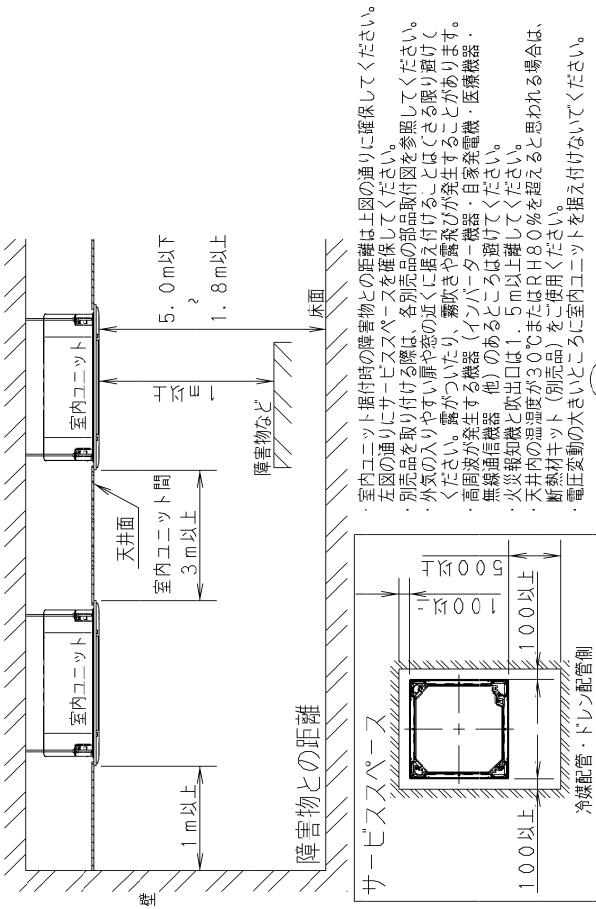 壁
室内ユニット
室内ユニット
天井面
1m以上
室内ユニット間
3m以上
1m以上
5.0m以下
～
1.8m以上
障害物など
床面
障害物との距離
サービススペース
100以上
500以上
100以上
100以上
冷媒配管・ドレン配管側
・室内ユニット据付時の障害物との距離は上図の通りに確保してください。
左図の通りにサービススペースを確保してください。
・別売品を取り付ける際は、各別売品の部品取付図を参照してください。
・外気の入りやすい扉や窓の近くに据え付けることはできる限り避けて
ください。露がついたり、霧吹きや露飛びが発生することがあります。
・高周波が発生する機器（インバーター機器・自家発電機・医療機器・
無線通信機器 他）のあるところは避けてください。
・火災報知機と吹出口は1.5m以上離してください。
・天井内の温湿度が30℃またはRH80%を超えると思われる場合は、
断熱材キット（別売品）をご使用ください。
・電圧変動の大きいところに室内ユニットを据え付けないでください。